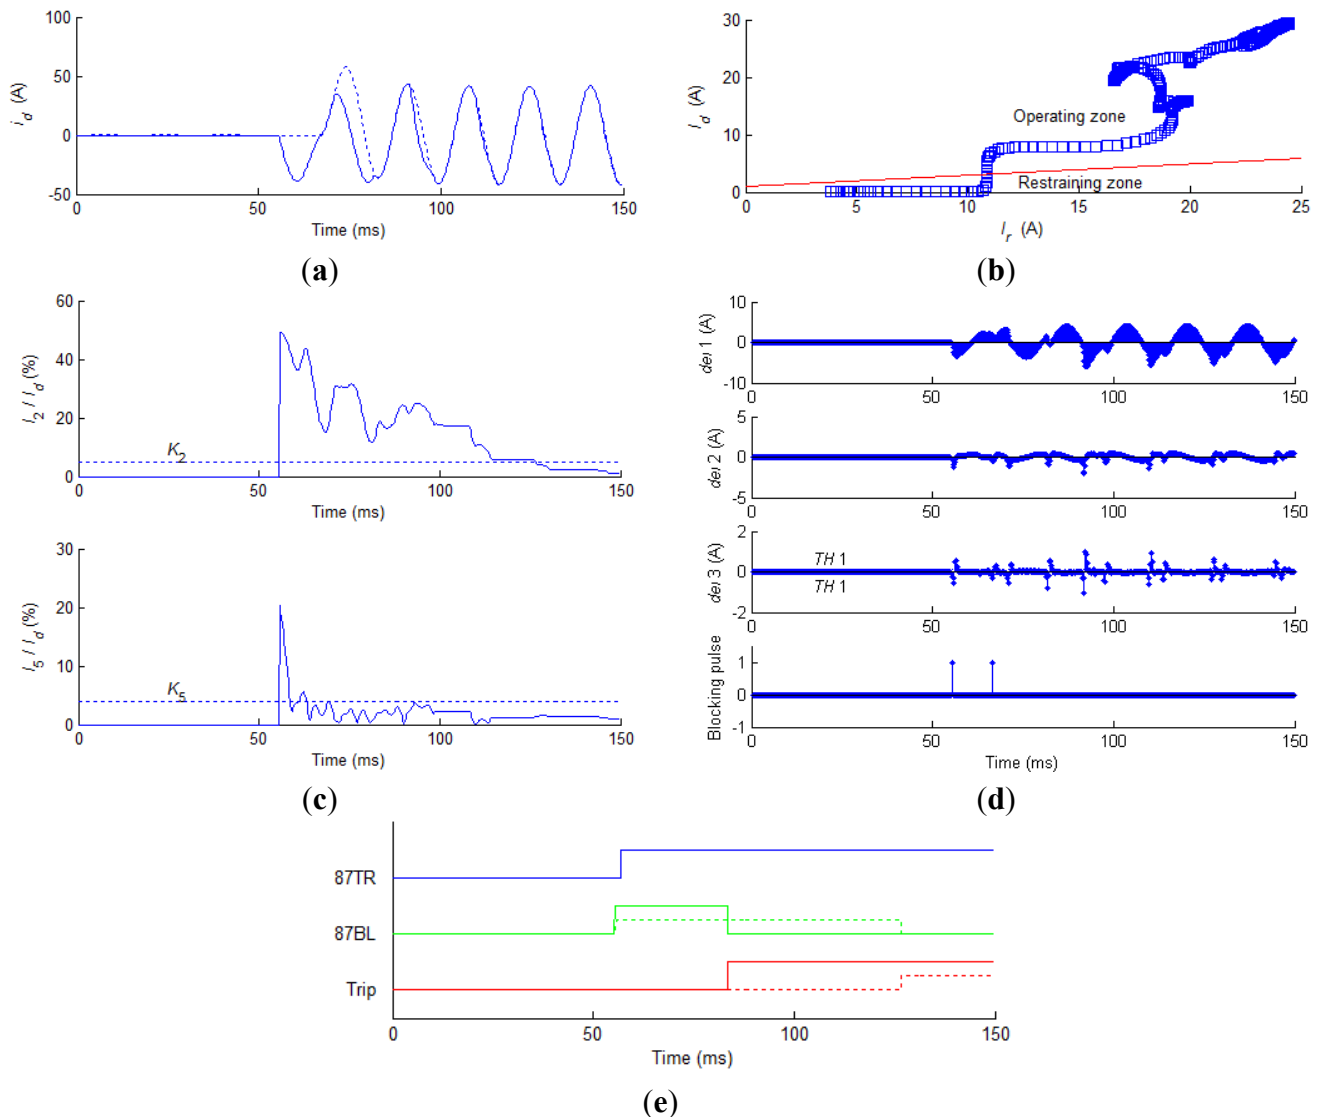 100
50
0
-50
0
50
100
150
i_d (A)
Time (ms)
(a)
30
20
10
0
0
5
10
15
20
25
I_d (A)
Operating zone
Restraining zone
I_r (A)
(b)
60
40
20
0
0
50
100
150
I_2 / I_d (%)
K_2
Time (ms)
30
20
10
0
0
50
100
150
I_5 / I_d (%)
K_5
Time (ms)
(c)
10
0
-10
0
50
100
150
det 1 (A)
5
0
-5
0
50
100
150
det 2 (A)
2
0
-2
0
50
100
150
det 3 (A)
TH 1
TH 1
1
0
-1
0
50
100
150
Blocking pulse
Time (ms)
(d)
87TR
87BL
Trip
0
50
100
150
Time (ms)
(e)